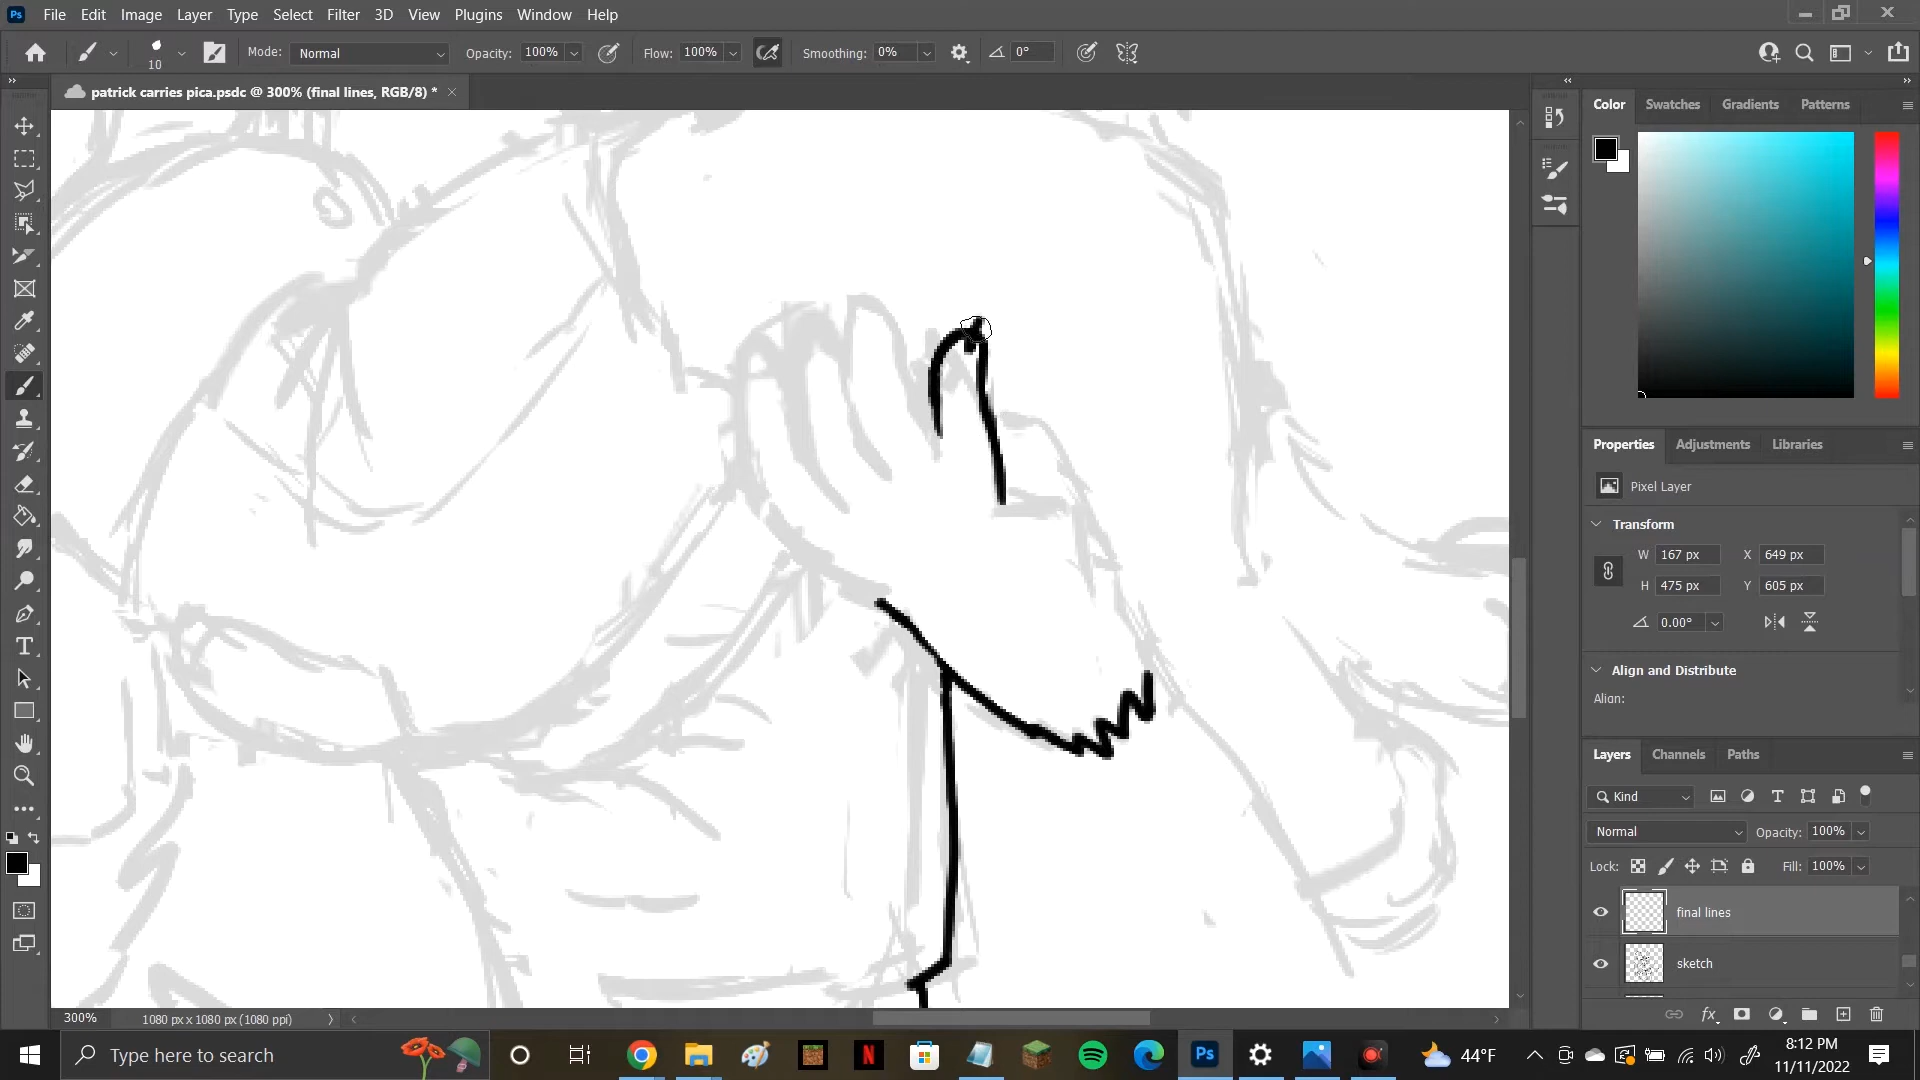 Ps File Edit Image Layer Type Select Filter 3D View Plugins Window Help
10 Mode: Normal Opacity: 100% Flow: 100% Smoothing: 0% 0°
patrick carries pica.psdc @ 300% (final lines, RGB/8) *
Color Swatches Gradients Patterns
Properties Adjustments Libraries
Pixel Layer
Transform
W 167 px X 649 px
H 475 px Y 605 px
0.00°
Align and Distribute
Align:
Layers Channels Paths
Kind
Normal Opacity: 100%
Lock: Fill: 100%
final lines
sketch
fx
300% 1080 px x 1080 px (1080 ppi)
Type here to search
N
Ps
44°F
8:12 PM
11/11/2022